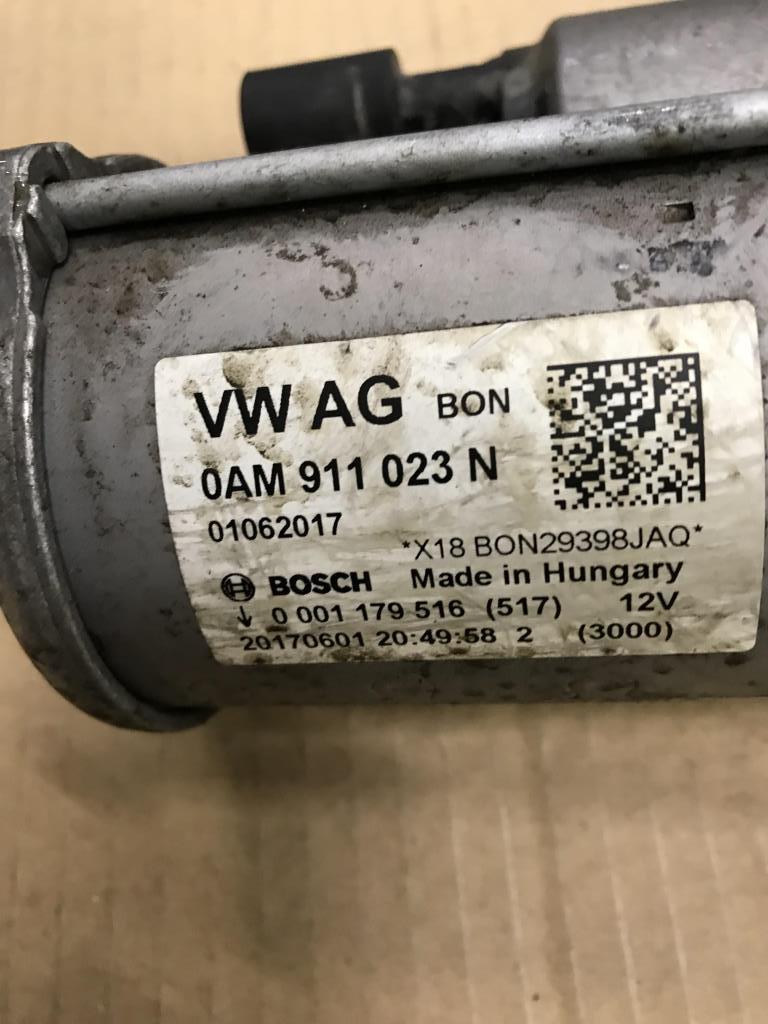 VW AG BON
0AM 911 023 N
01062017
*X18 BON29398JAQ*
BOSCH Made in Hungary
↓ 0 001 179 516 (517) 12V
20170601 20:49:58 2 (3000)